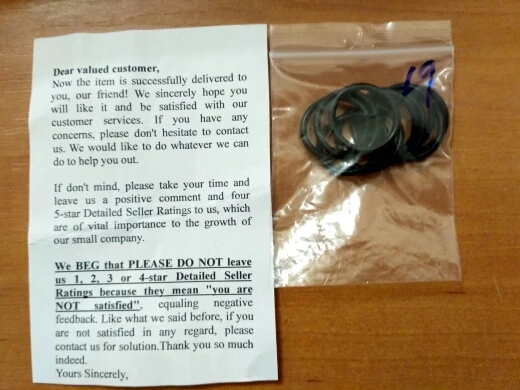 Dear valued customer,
Now the item is successfully delivered to
you, our friend! We sincerely hope you
will like it and be satisfied with our
customer services. If you have any
concerns, please don't hesitate to contact
us. We would like to do whatever we can
do to help you out.
If don't mind, please take your time and
leave us a positive comment and four
5-star Detailed Seller Ratings to us, which
are of vital importance to the growth of
our small company.
We BEG that PLEASE DO NOT leave
us 1, 2, 3 or 4-star Detailed Seller
Ratings because they mean "you are
NOT satisfied", equaling negative
feedback. Like what we said before, if you
are not satisfied in any regard, please
contact us for solution.Thank you so much
indeed.
Yours Sincerely,
19